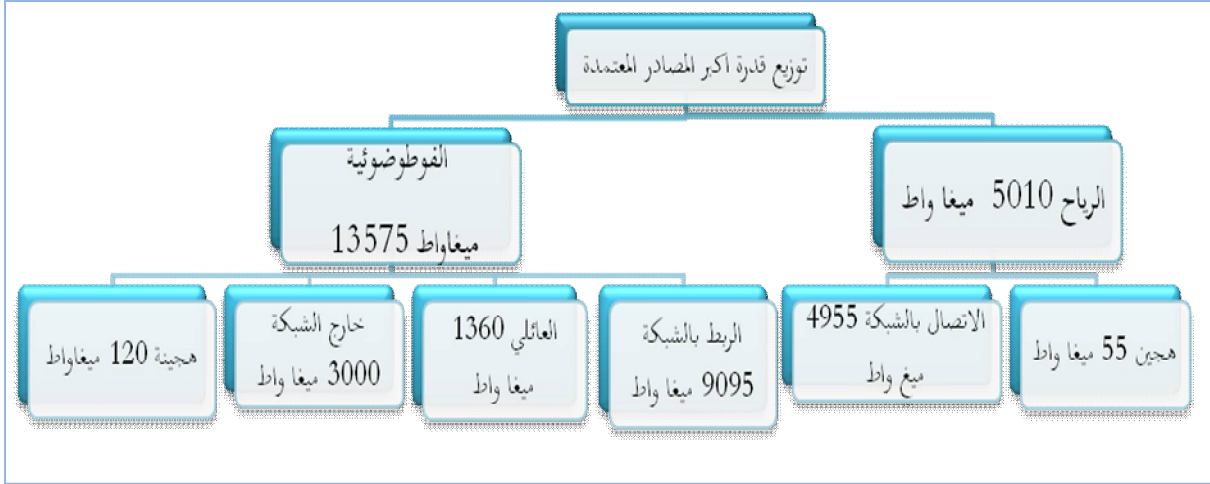 توزيع قدرة اكبر المصادر المعتمدة
الرياح 5010 ميغا واط
الفوطوضوئية
ميغاواط 13575
هجين 55 ميغا واط
الاتصال بالشبكة 4955
ميغ واط
الربط بالشبكة
9095 ميغا واط
العائلي 1360
ميغا واط
خارج الشبكة
3000 ميغا واط
هجينة 120 ميغاواط